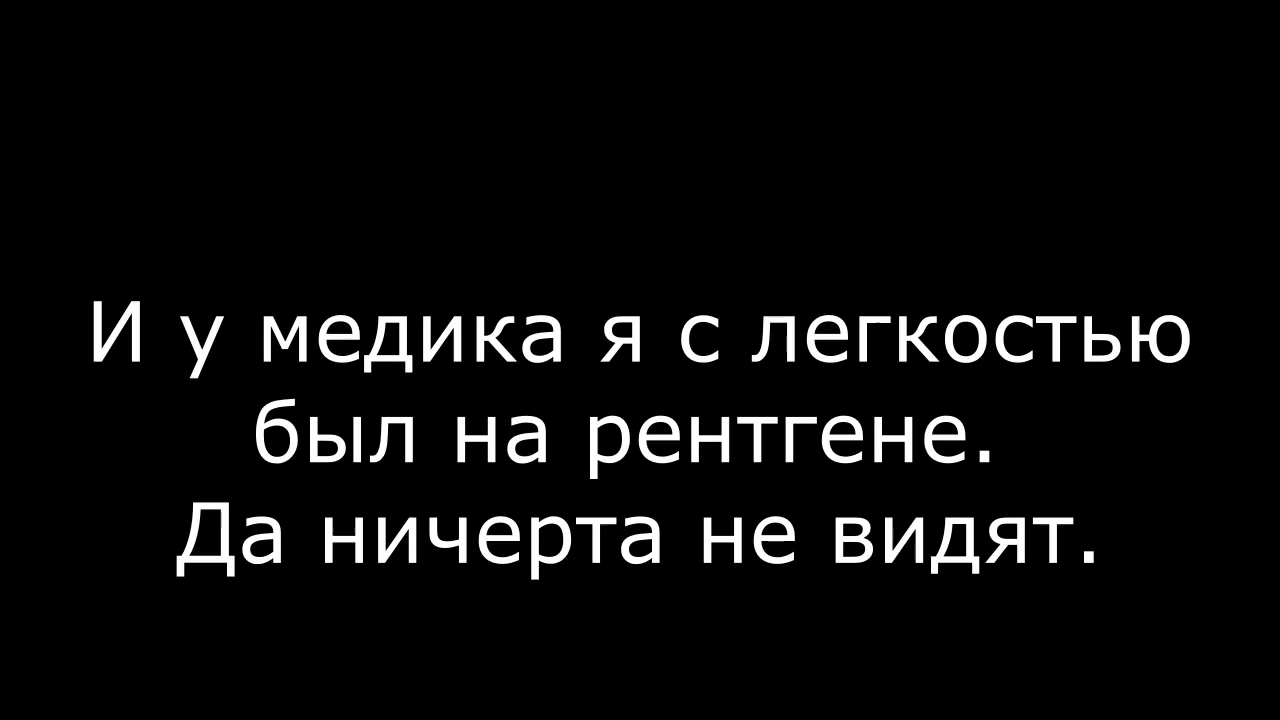 И у медика я с легкостью
был на рентгене.
Да ничерта не видят.